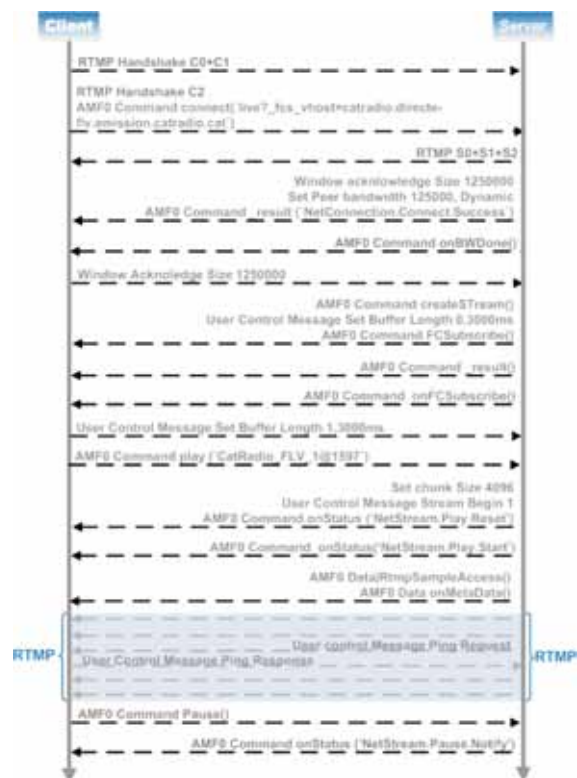 Client
Server
RTMP Handshake C0+C1
RTMP Handshake C2
AMF0 Command connect( 'live?_fcs_vhost=catradio.directe-
flv.emission.catradio.cat')
RTMP S0+S1+S2
Window acknlowledge Size 1250000
Set Peer bandwidth 125000, Dynamic
AMF0 Command _result ('NetConnection.Connect.Success')
AMF0 Command onBWDone()
Window Acknoledge Size 1250000
AMF0 Command createSTream()
User Control Message Set Buffer Length 0,3000ms
AMF0 Command FCSubscribe()
AMF0 Command _result()
AMF0 Command onFCSubscribe()
User Control Message Set Buffer Length 1,3000ms
AMF0 Command play ('CatRadio_FLV_1@1597')
Set chunk Size 4096
User Control Message Stream Begin 1
AMF0 Command onStatus ('NetStream.Play.Reset')
AMF0 Command onStatus('NetStream.Play.Start')
AMF0 Data|RtmpSampleAccess()
AMF0 Data onMetaData()
User control Message Ping Request
RTMP
RTMP
User Control Message Ping Response
AMF0 Command Pause()
AMF0 Command onStatus ('NetStream.Pause.Notify')